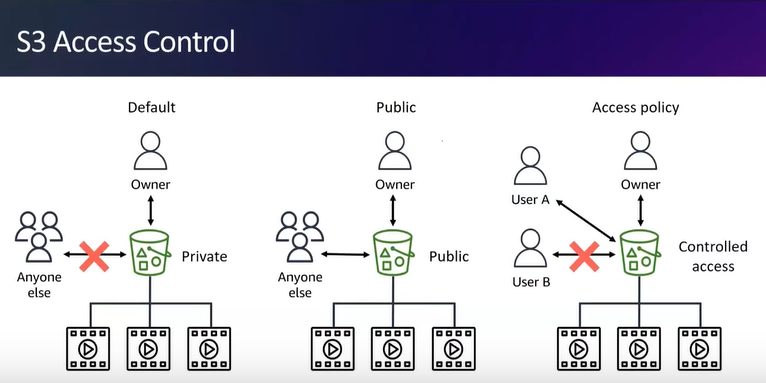 S3 Access Control
Default
Owner
Anyone
else
Private
Public
Owner
Anyone
else
Public
Access policy
User A
Owner
User B
Controlled
access